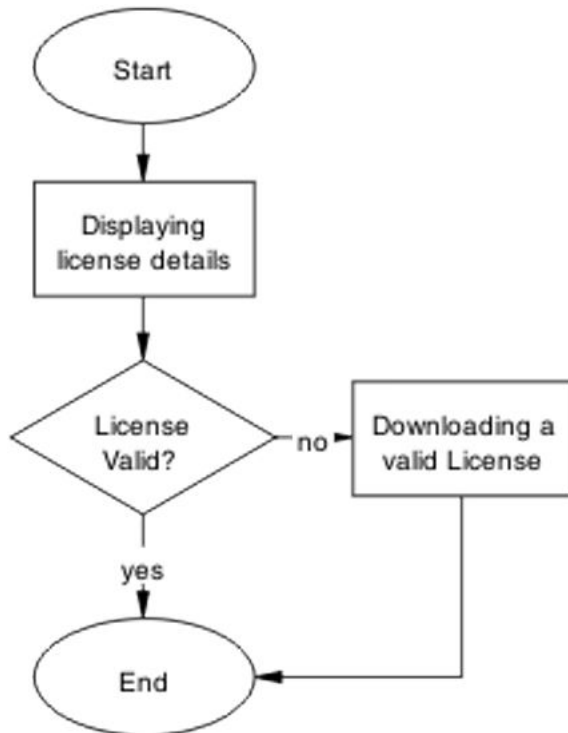 Start
Displaying
license details
License
Valid?
no
Downloading a
valid License
yes
End